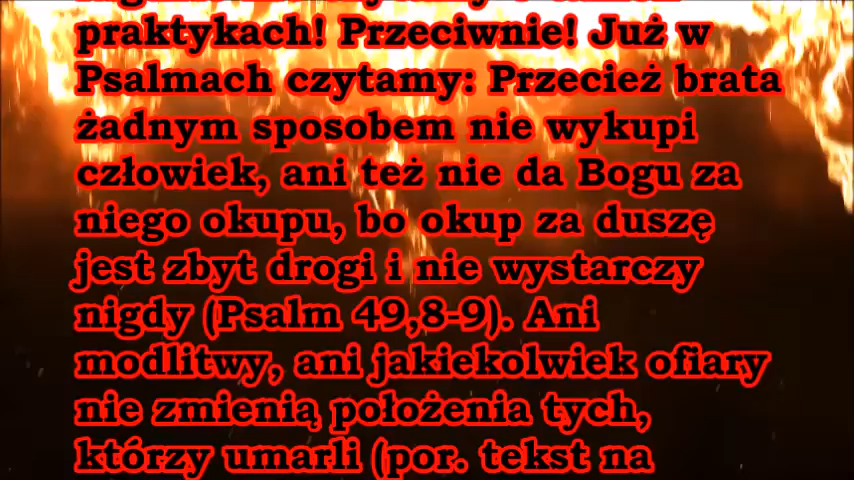 praktykach! Przeciwnie! Już w
Psalmach czytamy: Przecież brata
żadnym sposobem nie wykupi
człowiek, ani też nie da Bogu za
niego okupu, bo okup za duszę
jest zbyt drogi i nie wystarczy
nigdy (Psalm 49,8-9). Ani
modlitwy, ani jakiekolwiek ofiary
nie zmienią położenia tych,
którzy umarli (por. tekst na